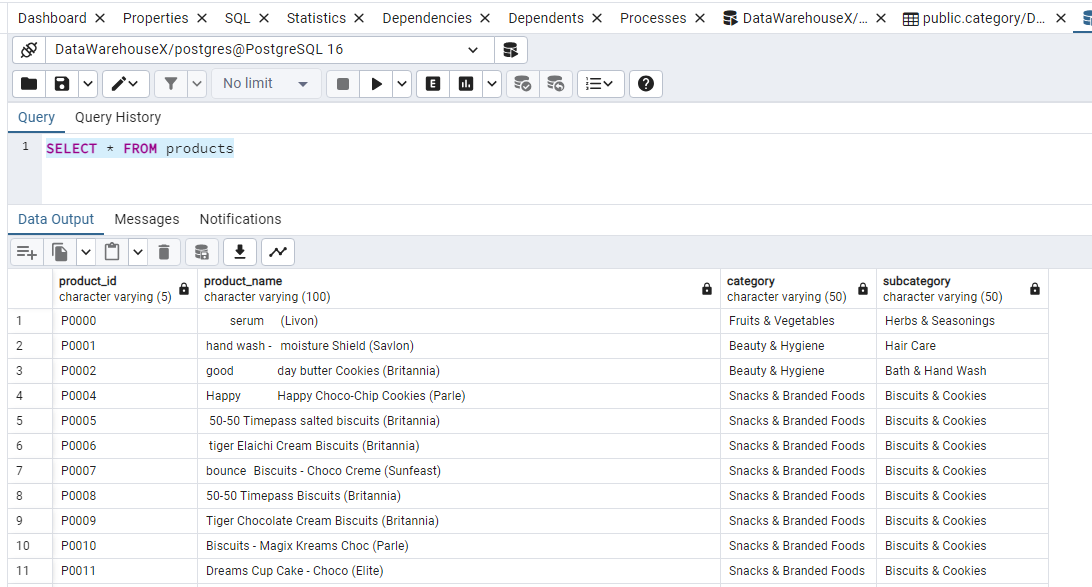 Dashboard Properties SQL Statistics Dependencies Dependents Processes DataWarehouseX/... public.category/D...
DataWarehouseX/postgres@PostgreSQL 16
No limit E
Query Query History
1 SELECT * FROM products
Data Output Messages Notifications
product_id product_name category subcategory
character varying (5) character varying (100) character varying (50) character varying (50)
1 P0000 serum (Livon) Fruits & Vegetables Herbs & Seasonings
2 P0001 hand wash - moisture Shield (Savlon) Beauty & Hygiene Hair Care
3 P0002 good day butter Cookies (Britannia) Beauty & Hygiene Bath & Hand Wash
4 P0004 Happy Happy Choco-Chip Cookies (Parle) Snacks & Branded Foods Biscuits & Cookies
5 P0005 50-50 Timepass salted biscuits (Britannia) Snacks & Branded Foods Biscuits & Cookies
6 P0006 tiger Elaichi Cream Biscuits (Britannia) Snacks & Branded Foods Biscuits & Cookies
7 P0007 bounce Biscuits - Choco Creme (Sunfeast) Snacks & Branded Foods Biscuits & Cookies
8 P0008 50-50 Timepass Biscuits (Britannia) Snacks & Branded Foods Biscuits & Cookies
9 P0009 Tiger Chocolate Cream Biscuits (Britannia) Snacks & Branded Foods Biscuits & Cookies
10 P0010 Biscuits - Magix Kreams Choc (Parle) Snacks & Branded Foods Biscuits & Cookies
11 P0011 Dreams Cup Cake - Choco (Elite) Snacks & Branded Foods Biscuits & Cookies